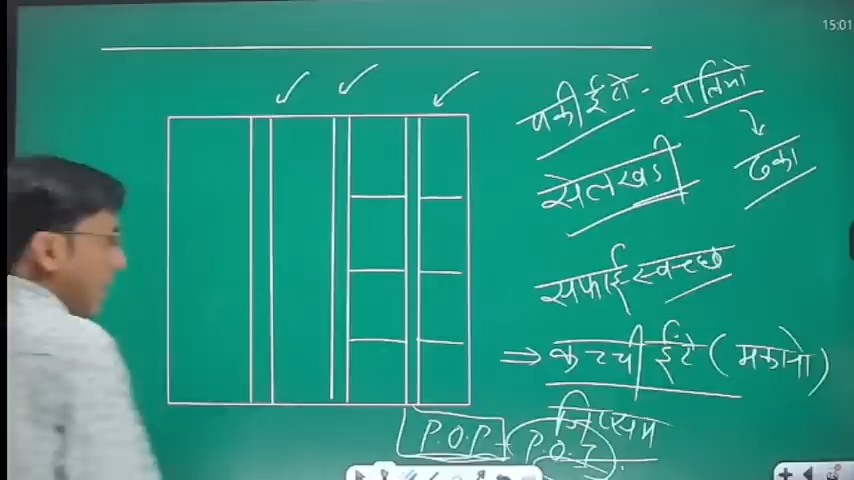 15:01
पकी ईंटो - नालियो
ढका
सेलखडी
सफाई स्वच्छ
⇒ कच्ची ईंटे (मकानो)
जिप्सम
P.O.P